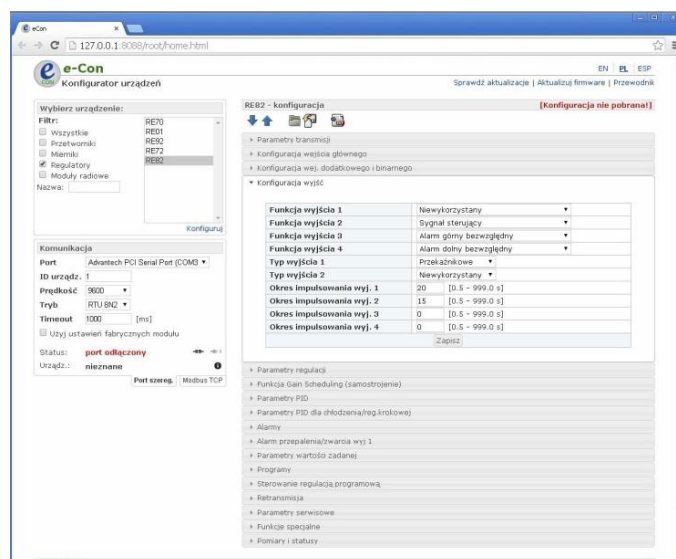 eCon
127.0.0.1:8088/root/home.html
e-Con
Konfigurator urządzeń
EN PL ESP
Sprawdź aktualizacje | Aktualizuj firmware | Przewodnik
Wybierz urządzenie:
Filtr:
Wszystkie
Przetworniki
Mierniki
Regulatory
Moduły radiowe
Nazwa:
RE70
RE01
RE92
RE72
RE82
Konfiguruj
Komunikacja
Port Advantech PCI Serial Port (COM3
ID urządz. 1
Prędkość 9600
Tryb RTU 8N2
Timeout 1000 [ms]
Użyj ustawień fabrycznych modułu
Status: port odłączony
Urządz.: nieznane
Port szereg. Modbus TCP
RE82 - konfiguracja [Konfiguracja nie pobrana!]
Parametry transmisji
Konfiguracja wejścia głównego
Konfiguracja wej. dodatkowego i binarnego
Konfiguracja wyjść
Funkcja wyjścia 1 Niewykorzystany
Funkcja wyjścia 2 Sygnał sterujący
Funkcja wyjścia 3 Alarm górny bezwzględny
Funkcja wyjścia 4 Alarm dolny bezwzględny
Typ wyjścia 1 Przekaźnikowe
Typ wyjścia 2 Niewykorzystany
Okres impulsowania wyj. 1 20 [0.5 - 999.0 s]
Okres impulsowania wyj. 2 15 [0.5 - 999.0 s]
Okres impulsowania wyj. 3 0 [0.5 - 999.0 s]
Okres impulsowania wyj. 4 0 [0.5 - 999.0 s]
Zapisz
Parametry regulacji
Funkcja Gain Scheduling (samostrojenie)
Parametry PID
Parametry PID dla chłodzenia/reg.krokowej
Alarmy
Alarm przepalenia/zwarcia wyj 1
Parametry wartości zadanej
Programy
Sterowanie regulacją programową
Retransmisja
Parametry serwisowe
Funkcje specjalne
Pomiary i statusy